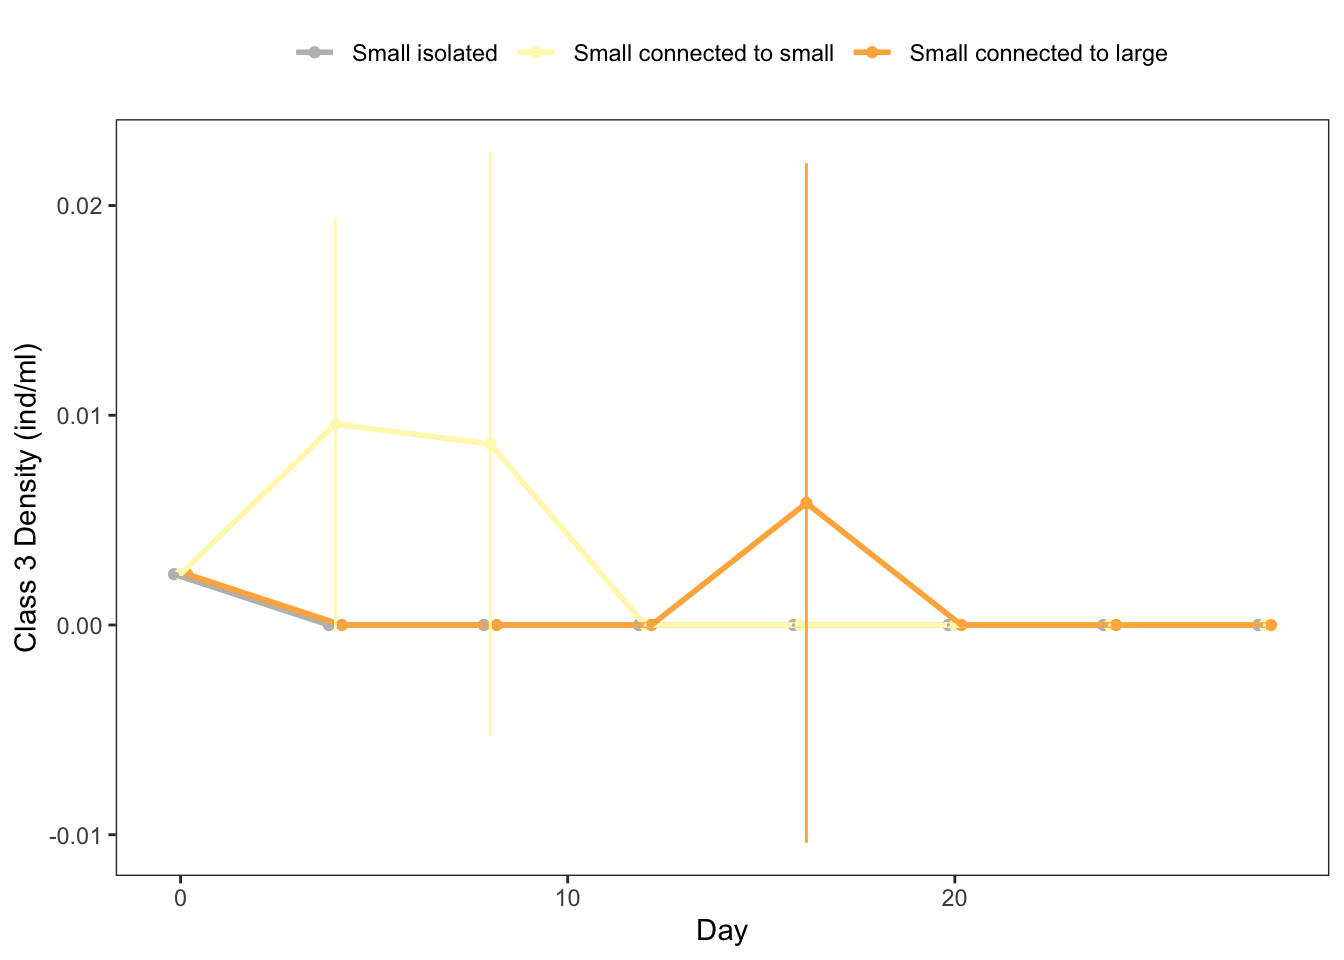 Small isolated Small connected to small Small connected to large
Class 3 Density (ind/ml)
0.02
0.01
0.00
-0.01
0 10 20
Day